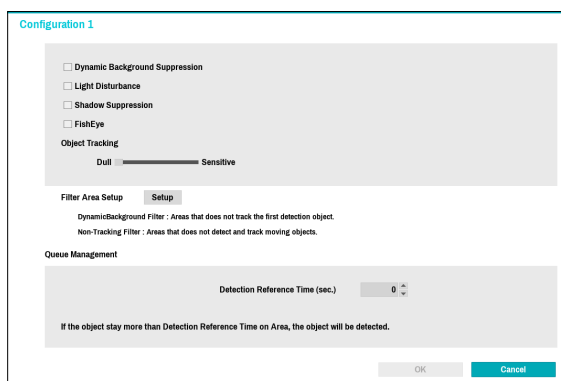 Configuration 1
Dynamic Background Suppression
Light Disturbance
Shadow Suppression
FishEye
Object Tracking
Dull Sensitive
Filter Area Setup Setup
DynamicBackground Filter : Areas that does not track the first detection object.
Non-Tracking Filter : Areas that does not detect and track moving objects.
Queue Management
Detection Reference Time (sec.) 0
If the object stay more than Detection Reference Time on Area, the object will be detected.
OK Cancel